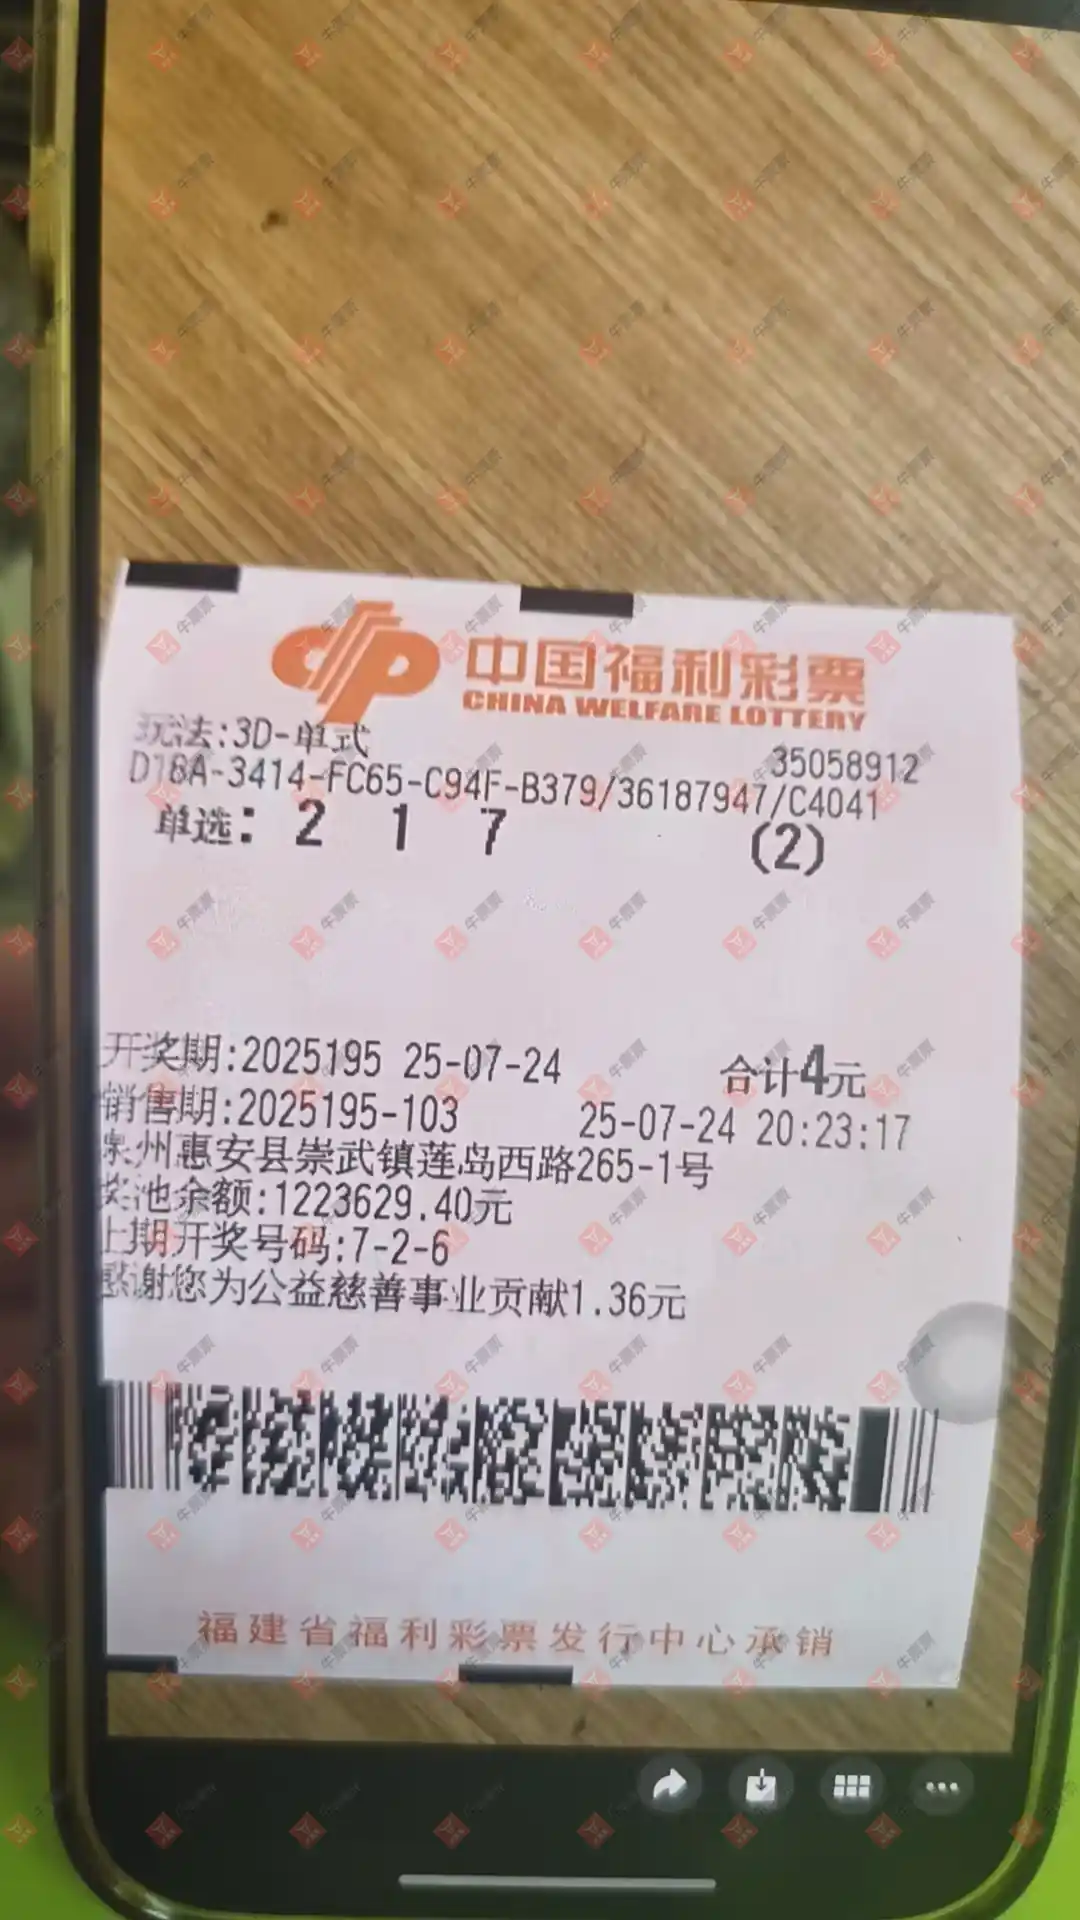 中国福利彩票
CHINA WELFARE LOTTERY
玩法:3D-单式
35058912
D18A-3414-FC65-C94F-B379/36187947/C4041
单选: 2 1 7 (2)
开奖期:2025195 25-07-24 合计4元
销售期:2025195-103 25-07-24 20:23:17
泉州惠安县崇武镇莲岛西路265-1号
奖池余额:1223629.40元
上期开奖号码:7-2-6
感谢您为公益慈善事业贡献1.36元
福建省福利彩票发行中心承销
牛票票